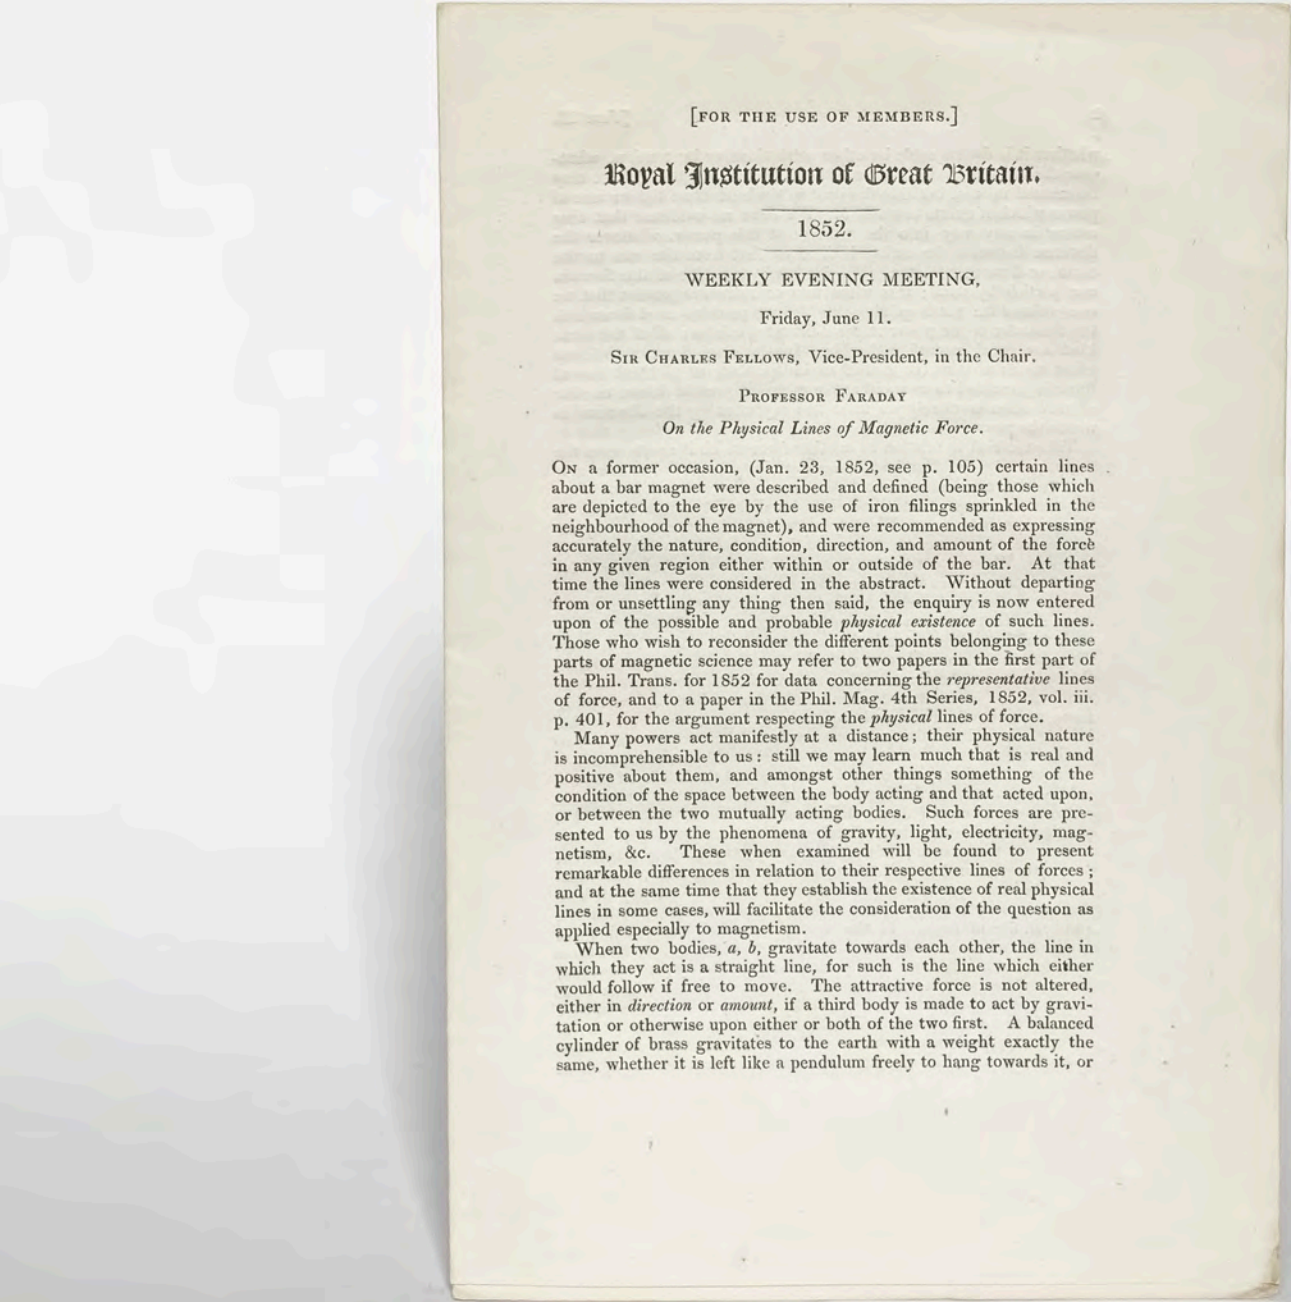 [FOR THE USE OF MEMBERS.]
Royal Institution of Great Britain.
1852.
WEEKLY EVENING MEETING,
Friday, June 11.
SIR CHARLES FELLOWS, Vice-President, in the Chair.
PROFESSOR FARADAY
On the Physical Lines of Magnetic Force.
ON a former occasion, (Jan. 23, 1852, see p. 105) certain lines
about a bar magnet were described and defined (being those which
are depicted to the eye by the use of iron filings sprinkled in the
neighbourhood of the magnet), and were recommended as expressing
accurately the nature, condition, direction, and amount of the force
in any given region either within or outside of the bar. At that
time the lines were considered in the abstract. Without departing
from or unsettling any thing then said, the enquiry is now entered
upon of the possible and probable physical existence of such lines.
Those who wish to reconsider the different points belonging to these
parts of magnetic science may refer to two papers in the first part of
the Phil. Trans. for 1852 for data concerning the representative lines
of force, and to a paper in the Phil. Mag. 4th Series, 1852, vol. iii.
p. 401, for the argument respecting the physical lines of force.
Many powers act manifestly at a distance; their physical nature
is incomprehensible to us: still we may learn much that is real and
positive about them, and amongst other things something of the
condition of the space between the body acting and that acted upon,
or between the two mutually acting bodies. Such forces are pre-
sented to us by the phenomena of gravity, light, electricity, mag-
netism, &c. These when examined will be found to present
remarkable differences in relation to their respective lines of forces;
and at the same time that they establish the existence of real physical
lines in some cases, will facilitate the consideration of the question as
applied especially to magnetism.
When two bodies, a, b, gravitate towards each other, the line in
which they act is a straight line, for such is the line which either
would follow if free to move. The attractive force is not altered,
either in direction or amount, if a third body is made to act by gravi-
tation or otherwise upon either or both of the two first. A balanced
cylinder of brass gravitates to the earth with a weight exactly the
same, whether it is left like a pendulum freely to hang towards it, or